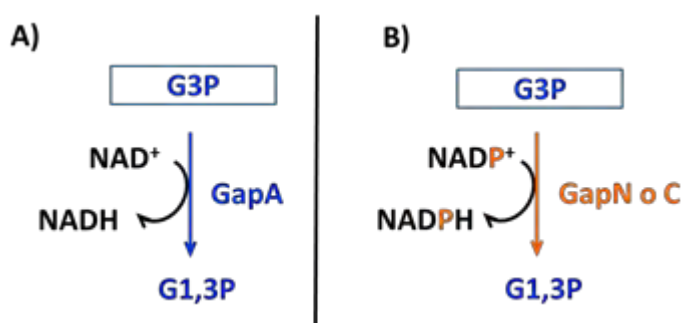 A)
G3P
NAD⁺
GapA
NADH
G1,3P
B)
G3P
NADP⁺
GapN o C
NADPH
G1,3P